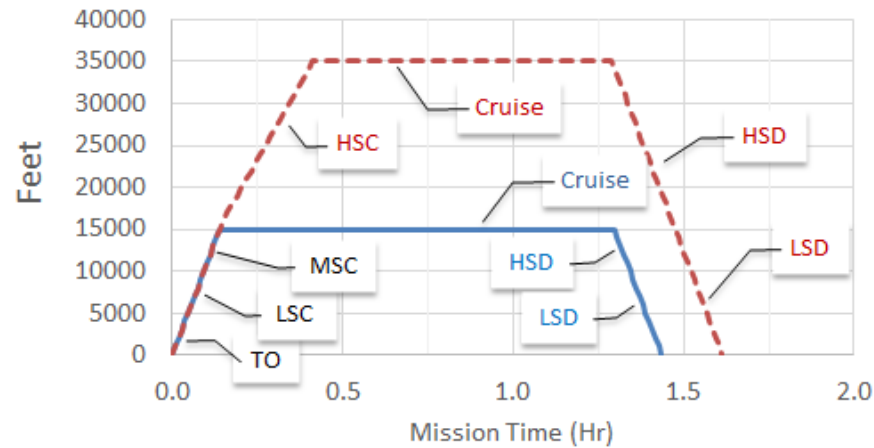 40000
35000
30000
25000
20000
15000
10000
5000
0
Feet
Cruise
HSC
HSD
Cruise
MSC
HSD
LSD
LSC
LSD
TO
0.0 0.5 1.0 1.5 2.0
Mission Time (Hr)